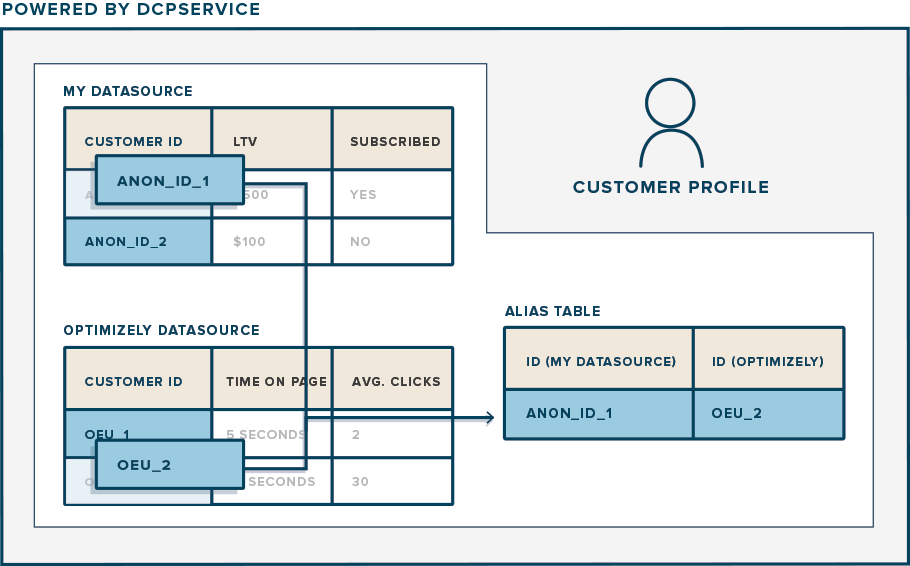 POWERED BY DCPSERVICE
MY DATASOURCE
CUSTOMER ID LTV SUBSCRIBED
ANON_ID_1 YES
ANON_ID_2 $100 NO
CUSTOMER PROFILE
OPTIMIZELY DATASOURCE
CUSTOMER ID TIME ON PAGE AVG. CLICKS
OEU_1 5 SECONDS 2
OEU_2 SECONDS 30
ALIAS TABLE
ID (MY DATASOURCE) ID (OPTIMIZELY)
ANON_ID_1 OEU_2